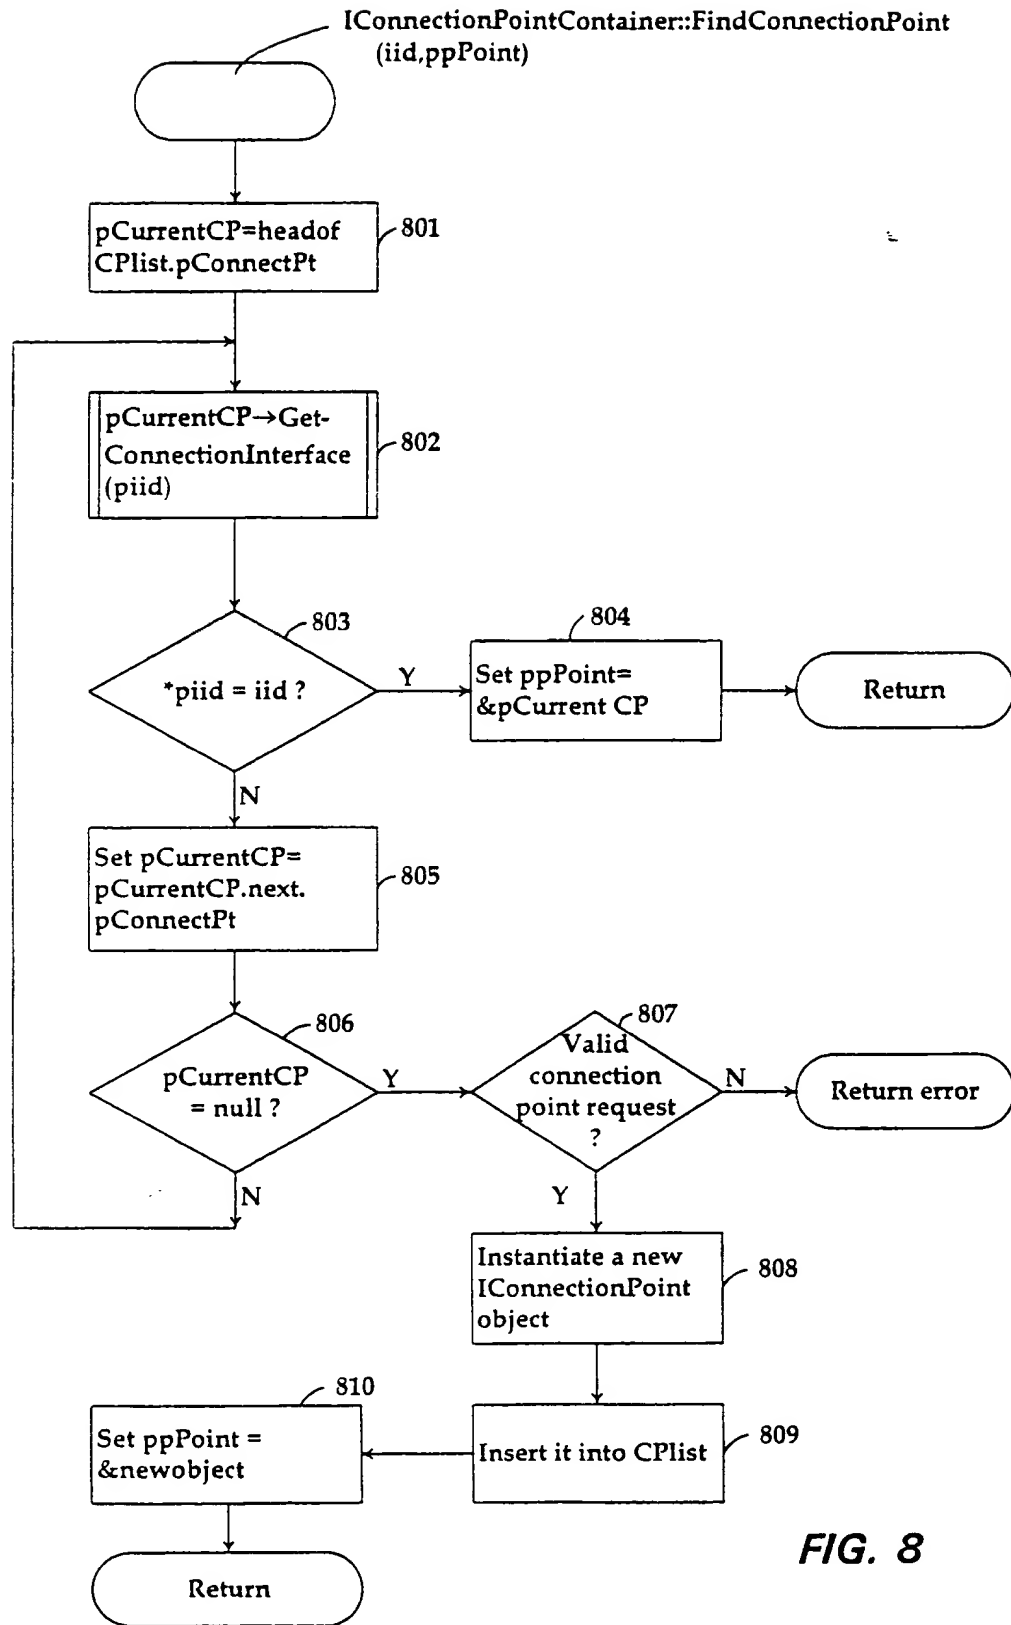 IConnectionPointContainer::FindConnectionPoint
(iid,ppPoint)
pCurrentCP=headof
CPlist.pConnectPt
801
pCurrentCP→Get-
ConnectionInterface
(piid)
802
803
*piid = iid ?
Y
804
Set ppPoint=
&pCurrent CP
Return
N
Set pCurrentCP=
pCurrentCP.next.
pConnectPt
805
806
pCurrentCP
= null ?
Y
N
807
Valid
connection
point request
?
N
Return error
Y
Instantiate a new
IConnectionPoint
object
808
Insert it into CPlist
809
810
Set ppPoint =
&newobject
Return
FIG. 8